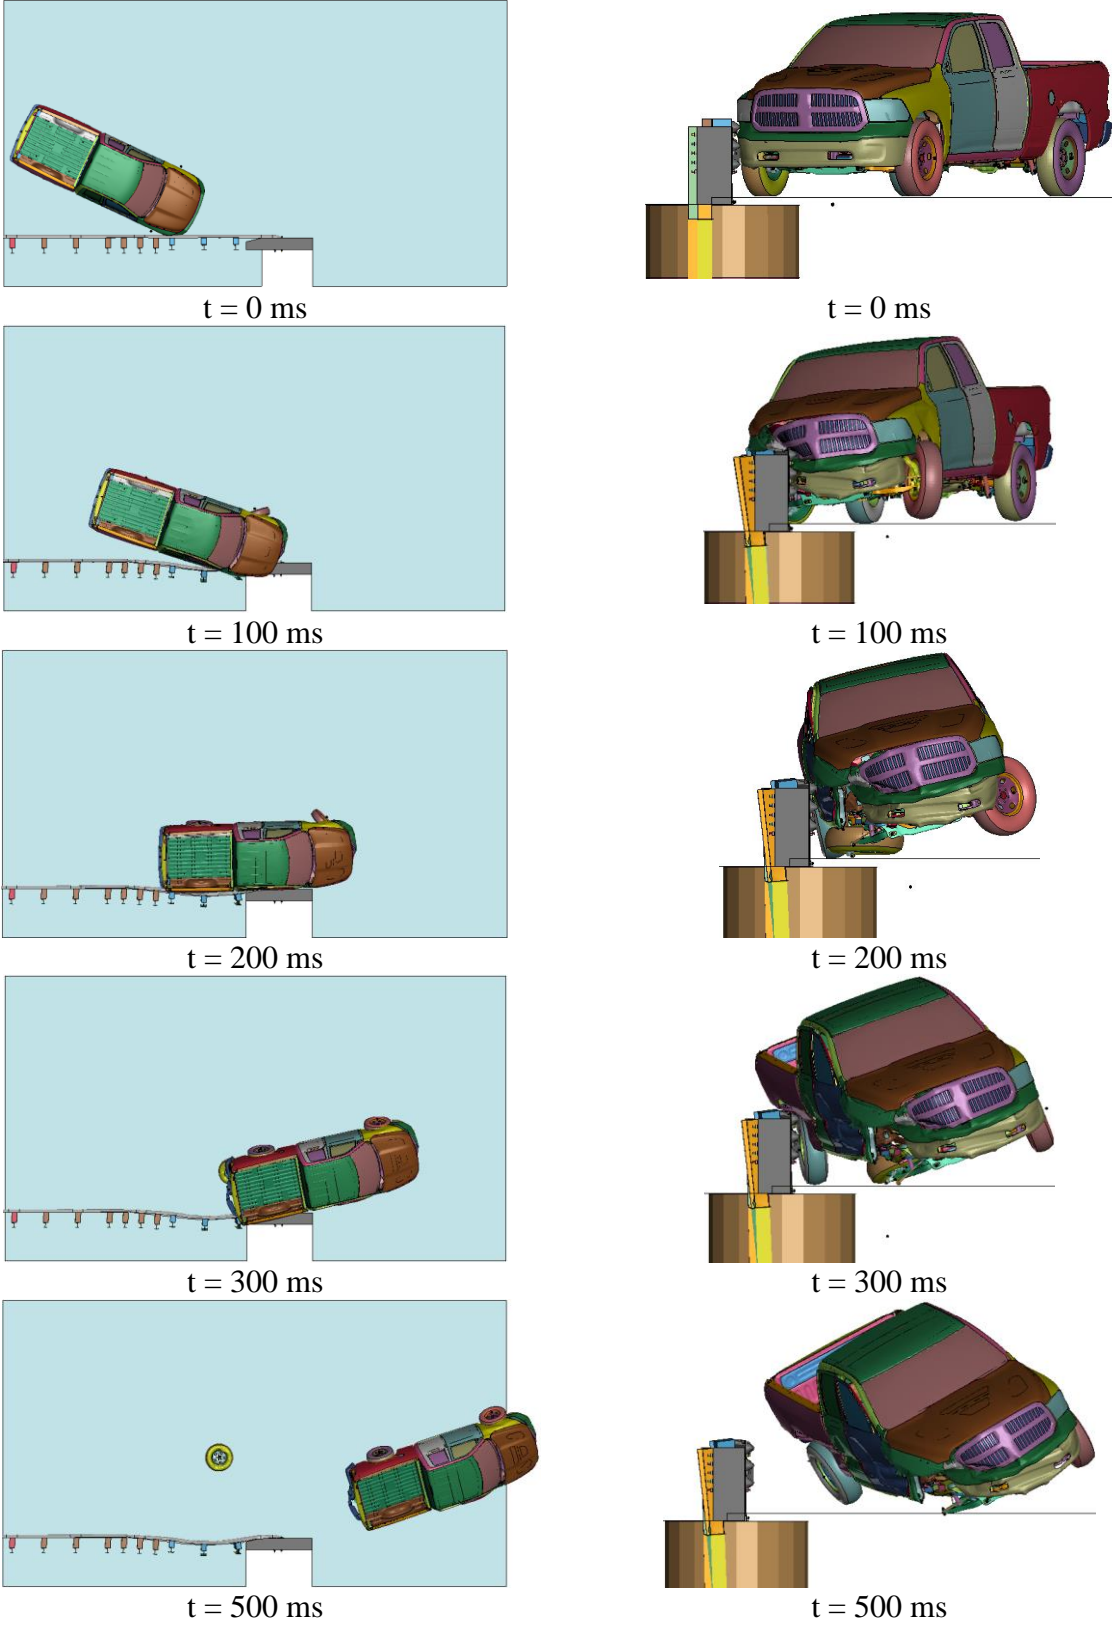 t = 0 ms
t = 0 ms
t = 100 ms
t = 100 ms
t = 200 ms
t = 200 ms
t = 300 ms
t = 300 ms
t = 500 ms
t = 500 ms